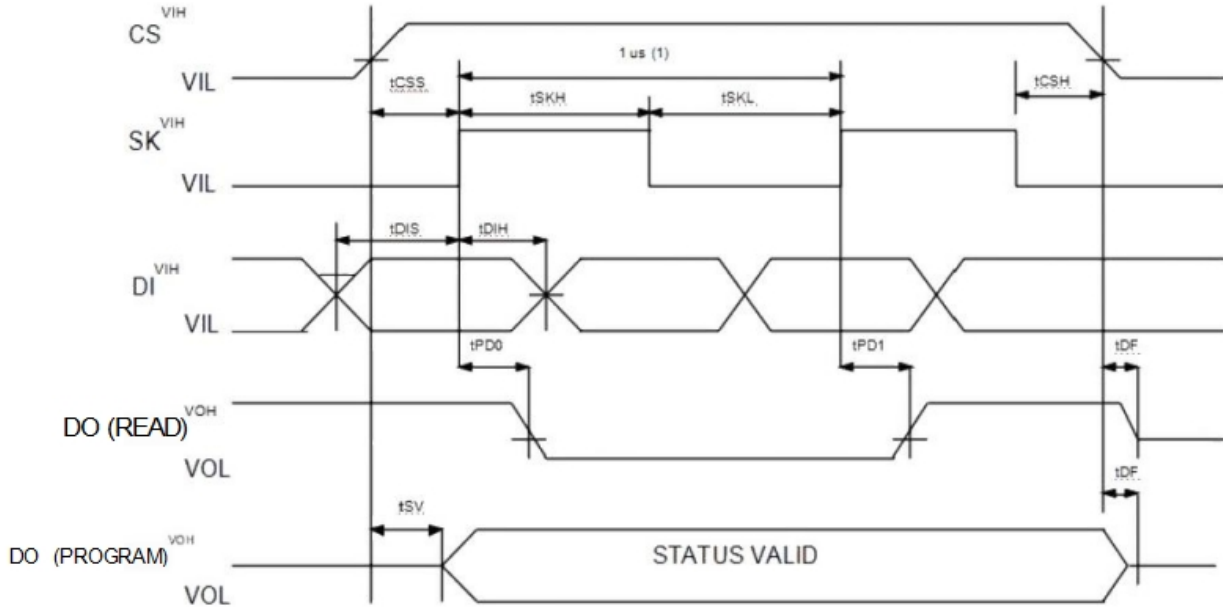 CS VIH
1 us (1)
VIL
tCSS
tCSH
tSKH
tSKL
SK VIH
VIL
tDIS
tDIH
DI VIH
VIL
tPD0
tPD1
tDF
DO (READ) VOH
VOL
tDF
tSV
DO (PROGRAM) VOH
STATUS VALID
VOL